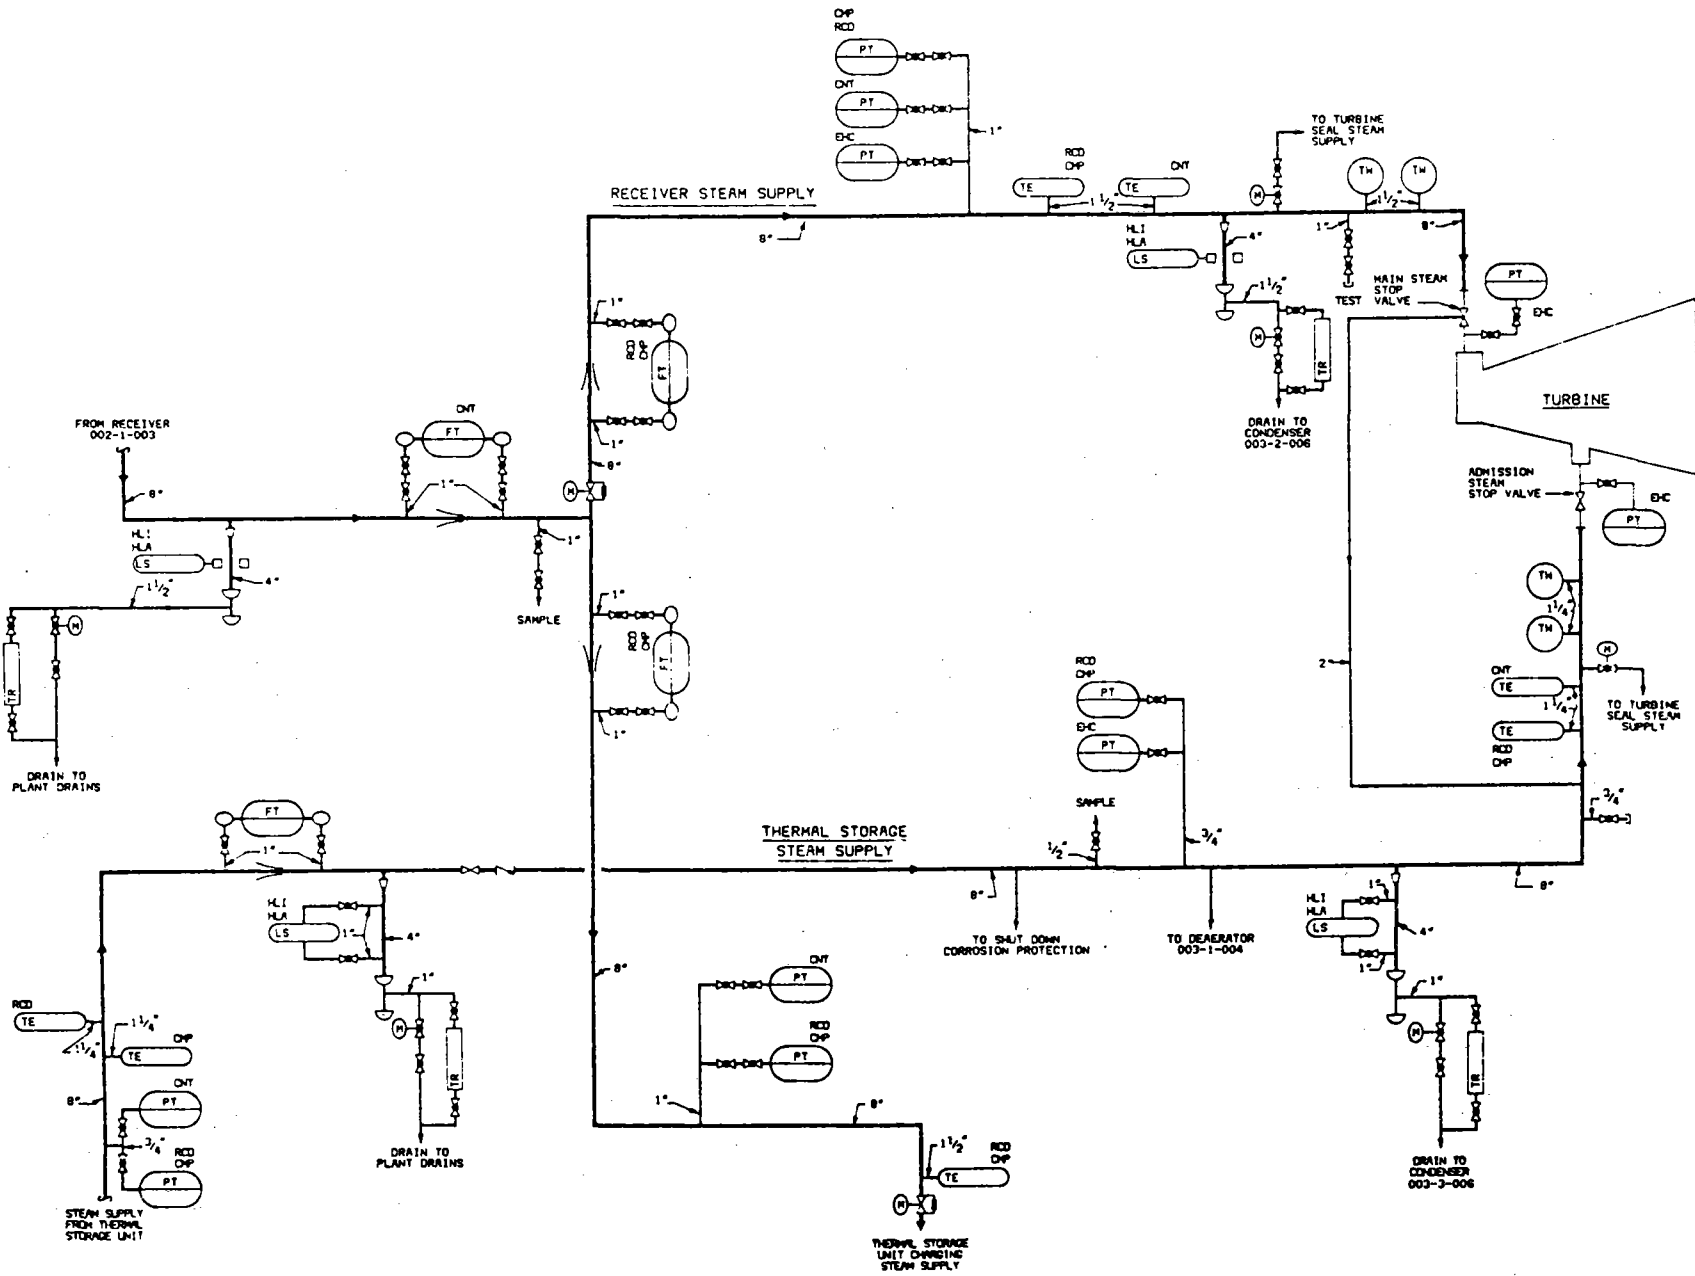 CMP
RCD
PT
CNT
PT
EHC
PT
1"
RECEIVER STEAM SUPPLY
8"
RCD
CMP
TE
CNT
TE
1 1/2"
TO TURBINE
SEAL STEAM
SUPPLY
M
TW
TW
1 1/2"
1"
8"
HLI
HLA
LS
4"
1 1/2"
M
TR
DRAIN TO
CONDENSER
003-2-006
TEST
MAIN STEAM
STOP
VALVE
PT
EHC
TURBINE
1"
RCD
CMP
FT
1"
8"
M
FROM RECEIVER
002-1-003
8"
CNT
FT
1"
HLI
HLA
LS
4"
1 1/2"
M
TR
DRAIN TO
PLANT DRAINS
1"
SAMPLE
1"
RCD
CMP
FT
1"
ADMISSION
STEAM
STOP VALVE
EHC
PT
TW
1 1/4"
TW
M
2"
CNT
TE
1 1/4"
TE
RCD
CMP
TO TURBINE
SEAL STEAM
SUPPLY
3/4"
RCD
CMP
PT
EHC
PT
SAMPLE
1/2"
3/4"
THERMAL STORAGE
STEAM SUPPLY
FT
1"
8"
8"
TO SHUT DOWN
CORROSION PROTECTION
TO DEAERATOR
003-1-004
HLI
HLA
LS
1"
4"
1"
M
TR
DRAIN TO
PLANT DRAINS
HLI
HLA
LS
1"
4"
1"
1"
M
TR
DRAIN TO
CONDENSER
003-3-006
8"
CNT
PT
RCD
CMP
PT
1"
8"
RCD
TE
1 1/4"
1 1/4"
CMP
TE
8"
CNT
PT
3/4"
RCD
CMP
PT
STEAM SUPPLY
FROM THERMAL
STORAGE UNIT
1 1/2"
RCD
CMP
TE
M
THERMAL STORAGE
UNIT CHARGING
STEAM SUPPLY